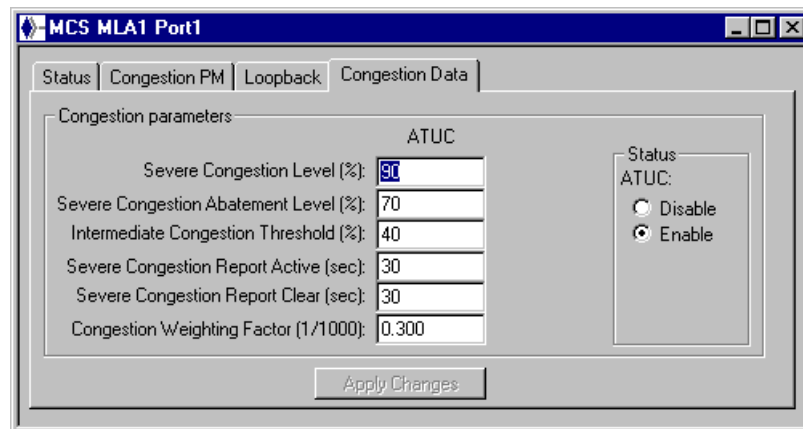 MCS MLA1 Port1
Status Congestion PM Loopback Congestion Data
Congestion parameters
ATUC
Severe Congestion Level (%): 90
Severe Congestion Abatement Level (%): 70
Intermediate Congestion Threshold (%): 40
Severe Congestion Report Active (sec): 30
Severe Congestion Report Clear (sec): 30
Congestion Weighting Factor (1/1000): 0.300
Status
ATUC:
Disable
Enable
Apply Changes